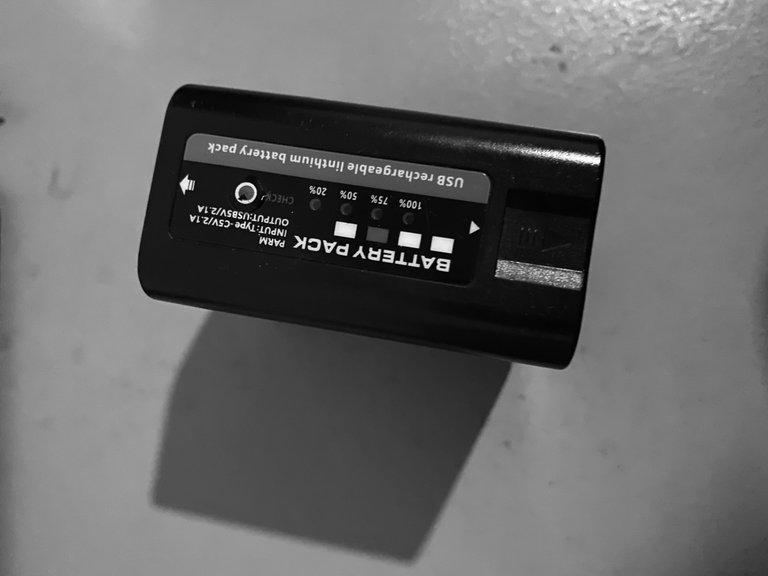 BATTERY PACK
100% 75% 50% 20% CHECK
PARM
INPUT:Type-C5V/2.1A
OUTPUT:USB5V/2.1A
USB rechargeable linthium battery pack